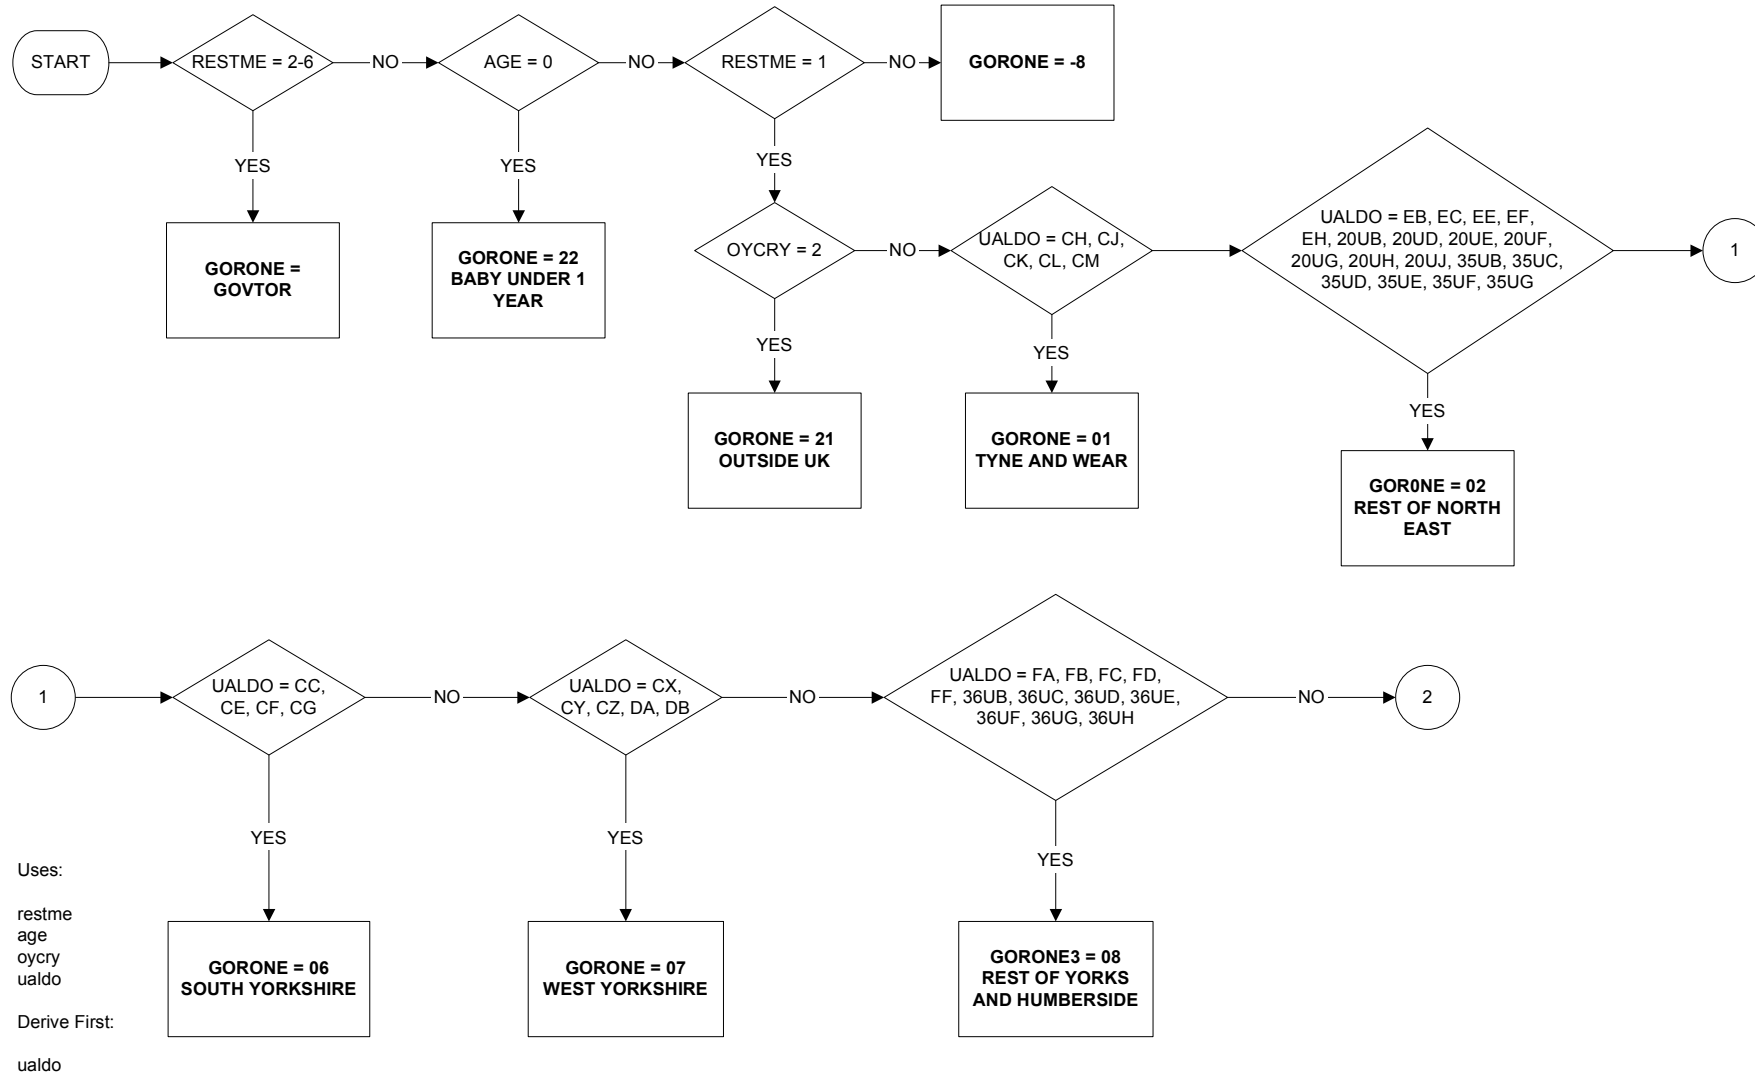 START
RESTME = 2-6
NO
AGE = 0
NO
RESTME = 1
NO
GORONE = -8
YES
YES
YES
GORONE =
GOVTOR
GORONE = 22
BABY UNDER 1
YEAR
OYCRY = 2
NO
UALDO = CH, CJ,
CK, CL, CM
UALDO = EB, EC, EE, EF,
EH, 20UB, 20UD, 20UE, 20UF,
20UG, 20UH, 20UJ, 35UB, 35UC,
35UD, 35UE, 35UF, 35UG
1
YES
YES
YES
GORONE = 21
OUTSIDE UK
GORONE = 01
TYNE AND WEAR
GOR0NE = 02
REST OF NORTH
EAST
1
UALDO = CC,
CE, CF, CG
NO
UALDO = CX,
CY, CZ, DA, DB
NO
UALDO = FA, FB, FC, FD,
FF, 36UB, 36UC, 36UD, 36UE,
36UF, 36UG, 36UH
NO
2
YES
YES
YES
GORONE = 06
SOUTH YORKSHIRE
GORONE = 07
WEST YORKSHIRE
GORONE3 = 08
REST OF YORKS
AND HUMBERSIDE
Uses:
restme
age
oycry
ualdo
Derive First:
ualdo